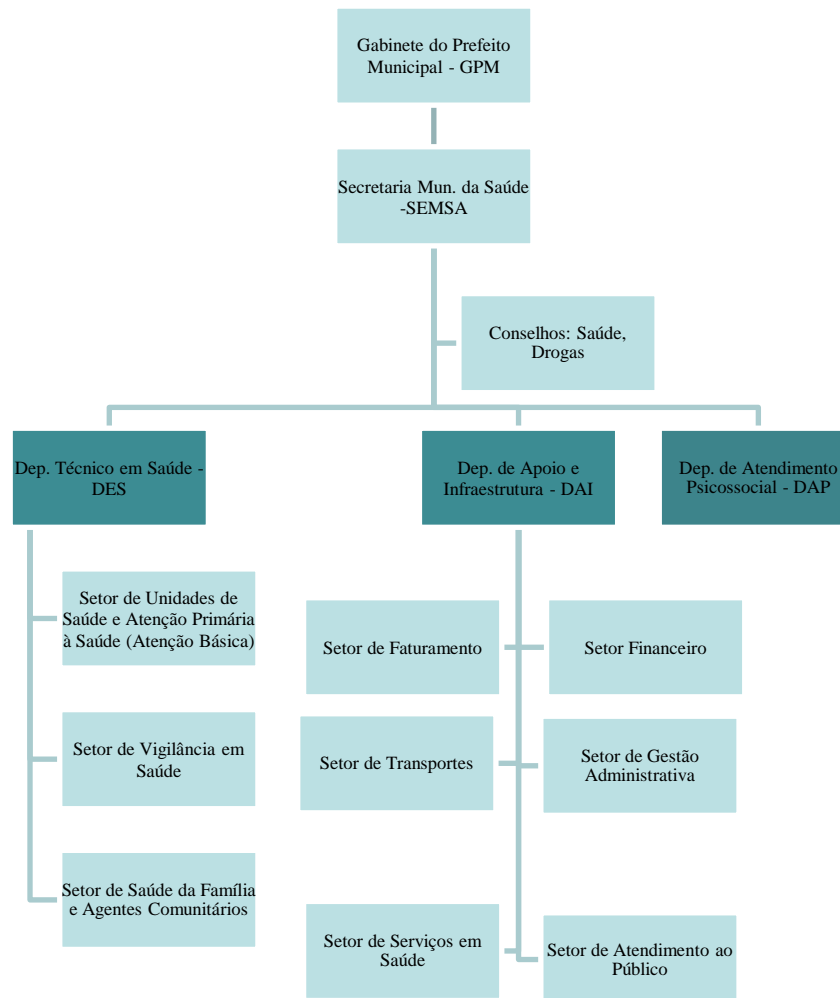 Gabinete do Prefeito
Municipal - GPM
Secretaria Mun. da Saúde
-SEMSA
Conselhos: Saúde,
Drogas
Dep. Técnico em Saúde -
DES
Dep. de Apoio e
Infraestrutura - DAI
Dep. de Atendimento
Psicossocial - DAP
Setor de Unidades de
Saúde e Atenção Primária
à Saúde (Atenção Básica)
Setor de Faturamento
Setor Financeiro
Setor de Vigilância em
Saúde
Setor de Transportes
Setor de Gestão
Administrativa
Setor de Saúde da Família
e Agentes Comunitários
Setor de Serviços em
Saúde
Setor de Atendimento ao
Público